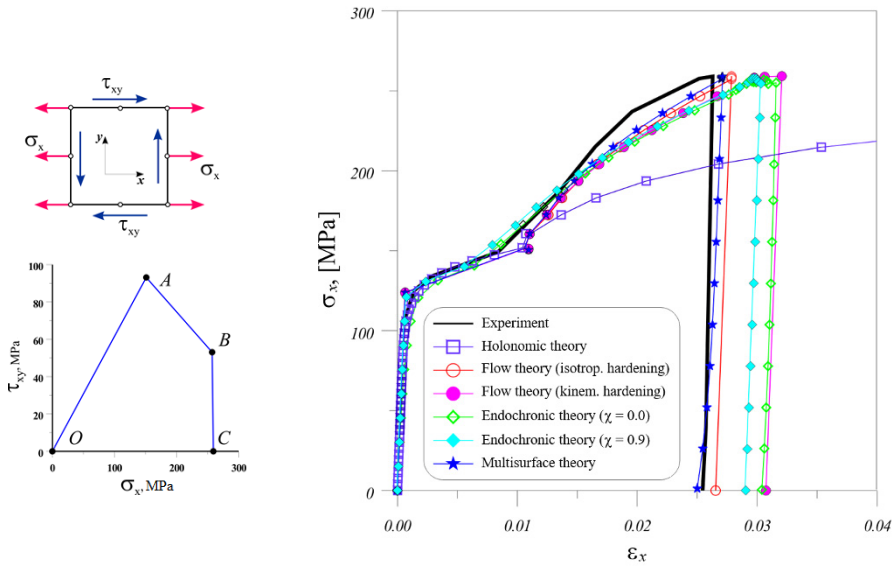 τxy
y
x
σx
σx
τxy
100
80
60
40
20
0
τxy, MPa
A
B
O
C
0
100
200
300
σx, MPa
300
200
100
0
σx, [MPa]
Experiment
Holonomic theory
Flow theory (isotrop. hardening)
Flow theory (kinem. hardening)
Endochronic theory (χ = 0.0)
Endochronic theory (χ = 0.9)
Multisurface theory
0.00
0.01
0.02
0.03
0.04
εx